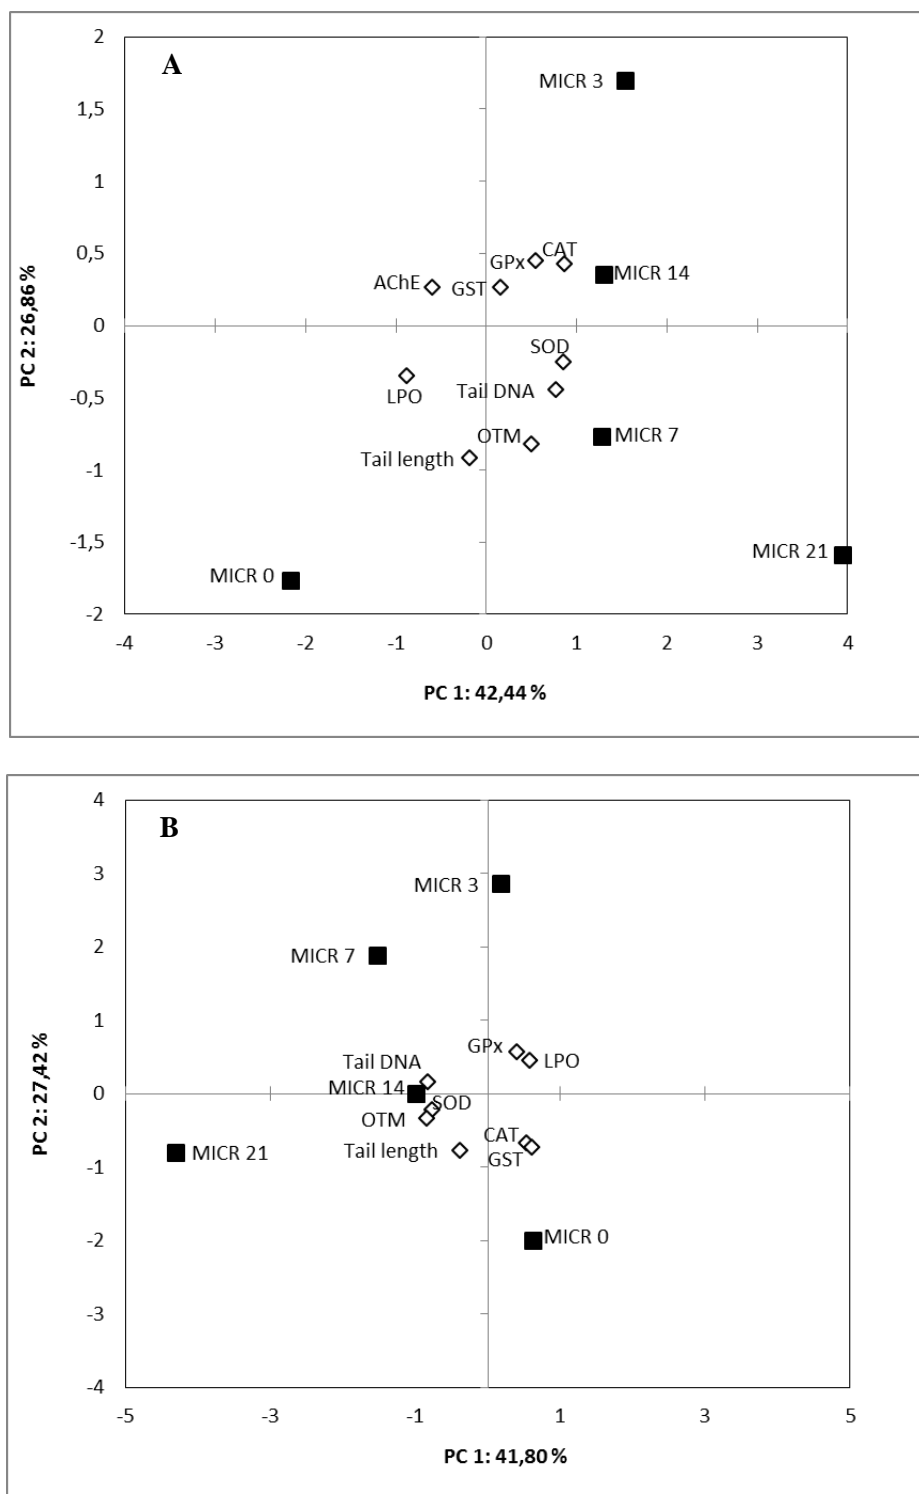 A
2
1,5
1
0,5
0
-0,5
-1
-1,5
-2
PC 2: 26,86 %
MICR 3
CAT
GPx
MICR 14
AChE
GST
SOD
LPO
Tail DNA
OTM
MICR 7
Tail length
MICR 21
MICR 0
-4 -3 -2 -1 0 1 2 3 4
PC 1: 42,44 %
B
4
3
2
1
0
-1
-2
-3
-4
PC 2: 27,42 %
MICR 3
MICR 7
GPx
LPO
Tail DNA
MICR 14
SOD
OTM
CAT
Tail length
GST
MICR 21
MICR 0
-5 -3 -1 1 3 5
PC 1: 41,80 %